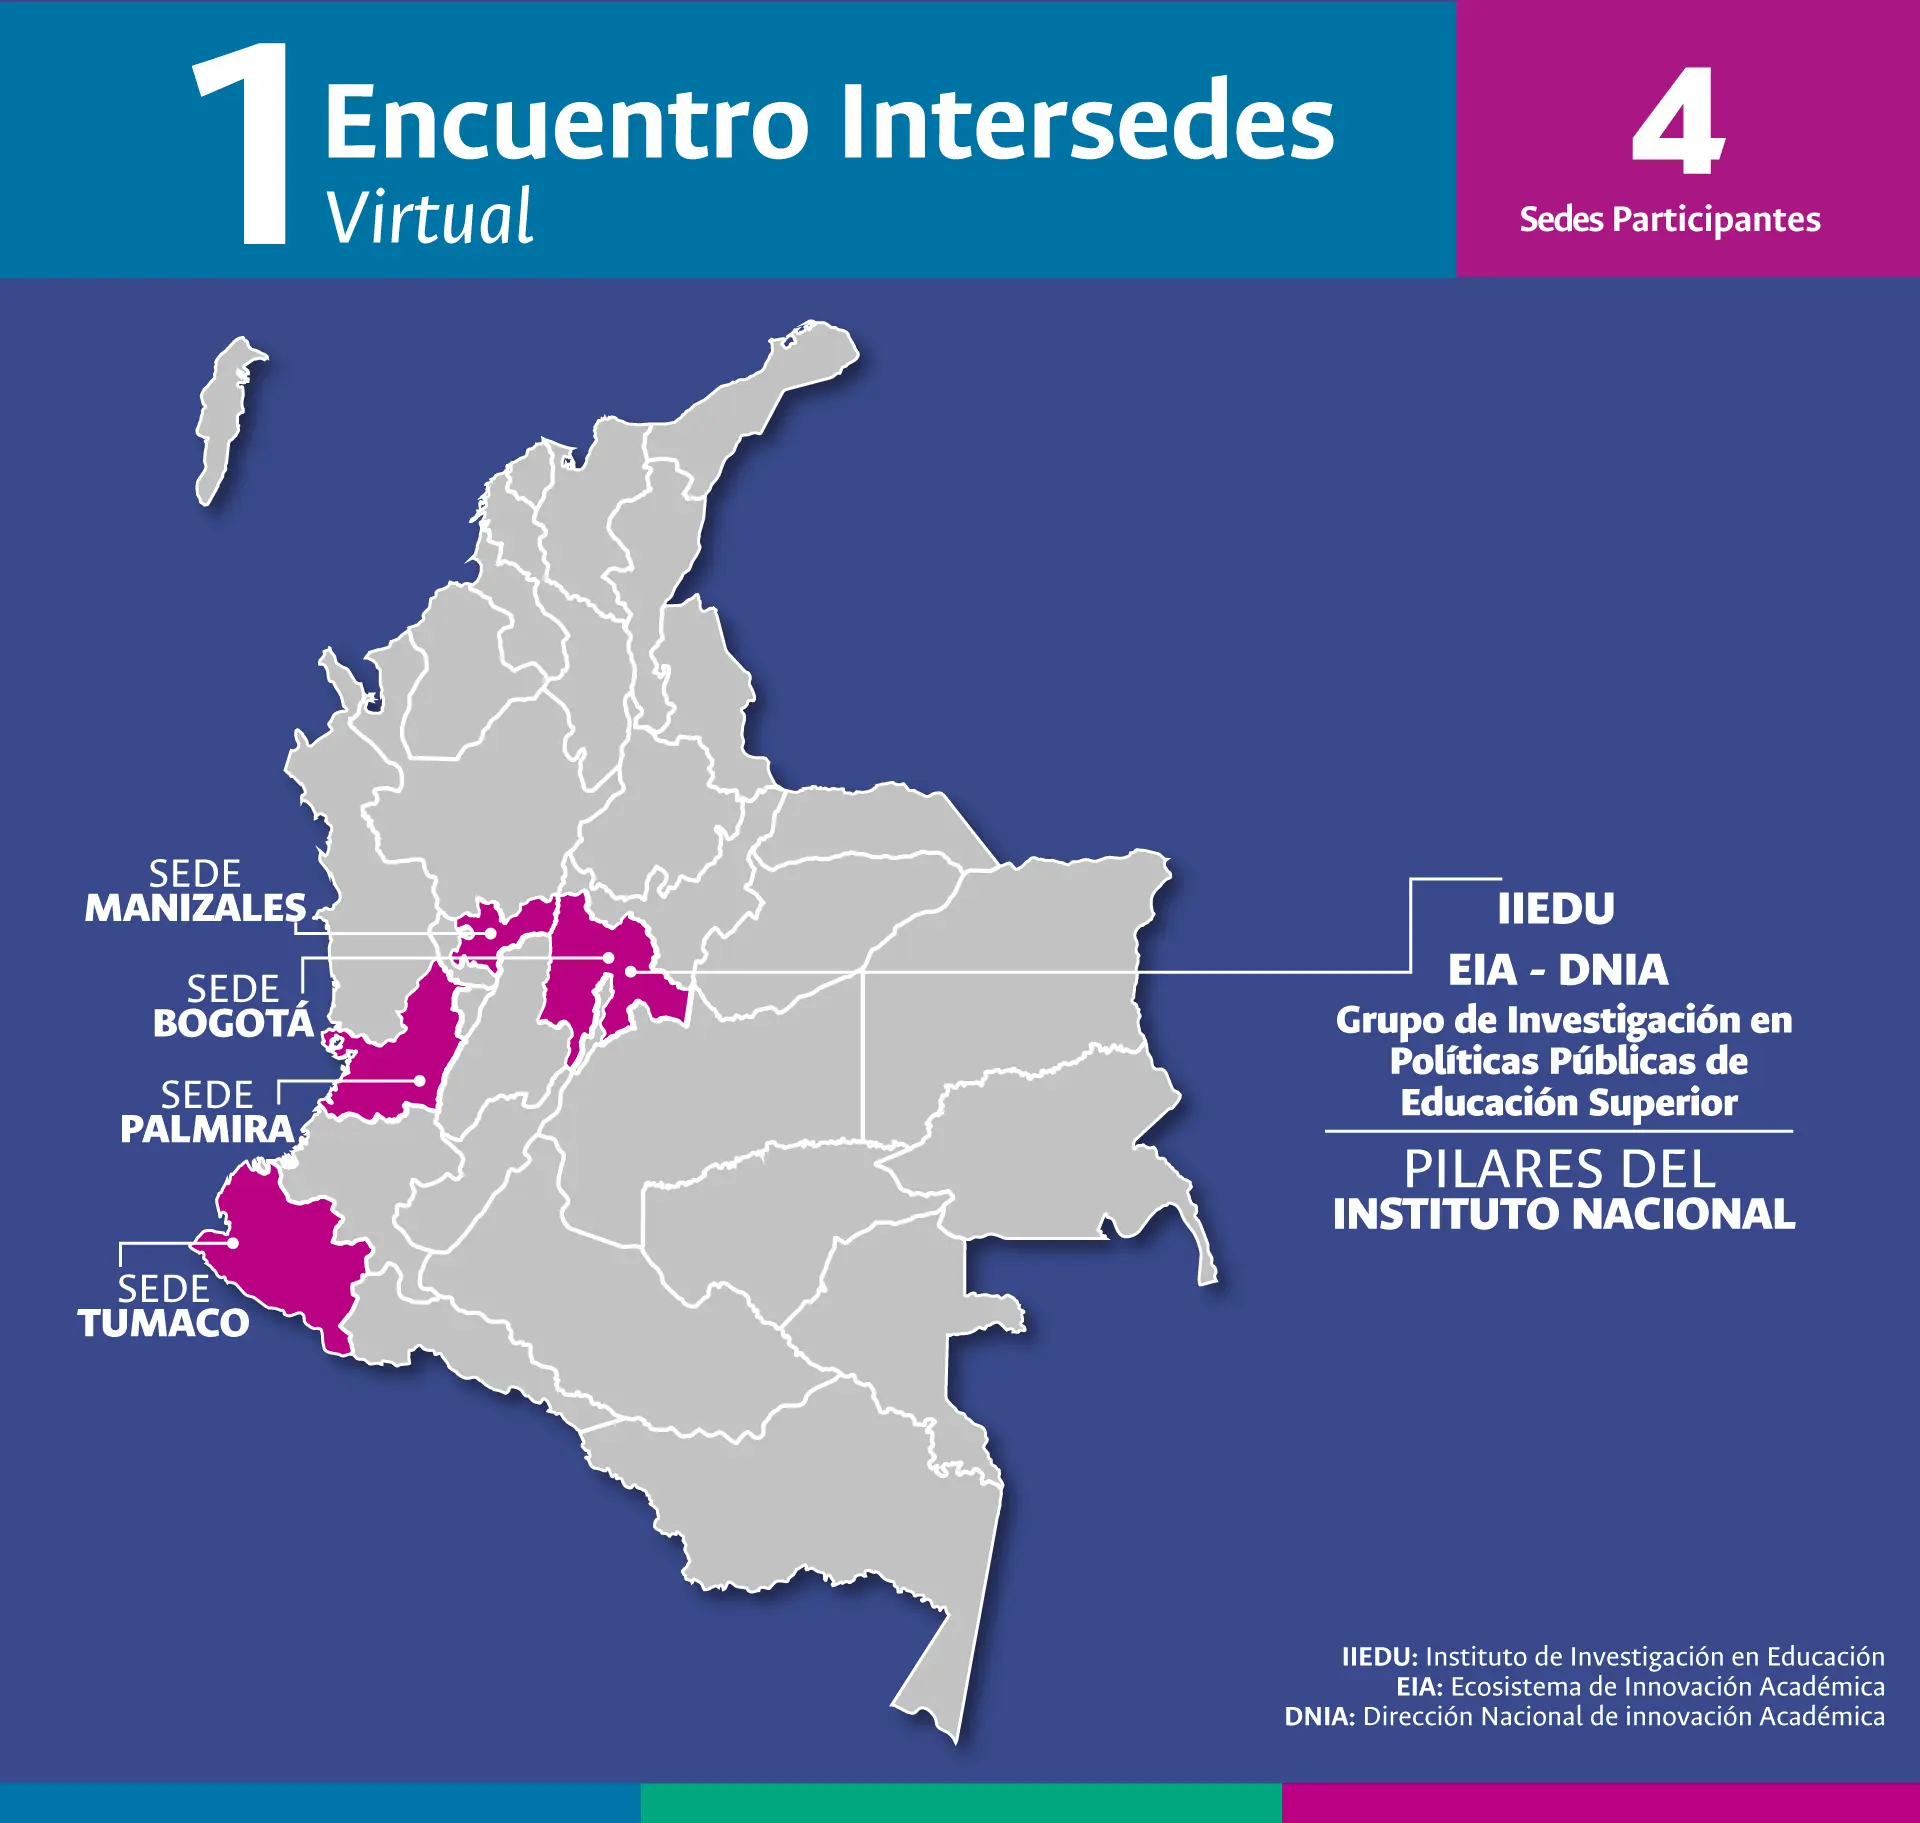 1 Encuentro Intersedes
Virtual
4
Sedes Participantes
SEDE
MANIZALES
SEDE
BOGOTÁ
SEDE
PALMIRA
SEDE
TUMACO
IIEDU
EIA - DNIA
Grupo de Investigación en
Políticas Públicas de
Educación Superior
PILARES DEL
INSTITUTO NACIONAL
IIEDU: Instituto de Investigación en Educación
EIA: Ecosistema de Innovación Académica
DNIA: Dirección Nacional de innovación Académica